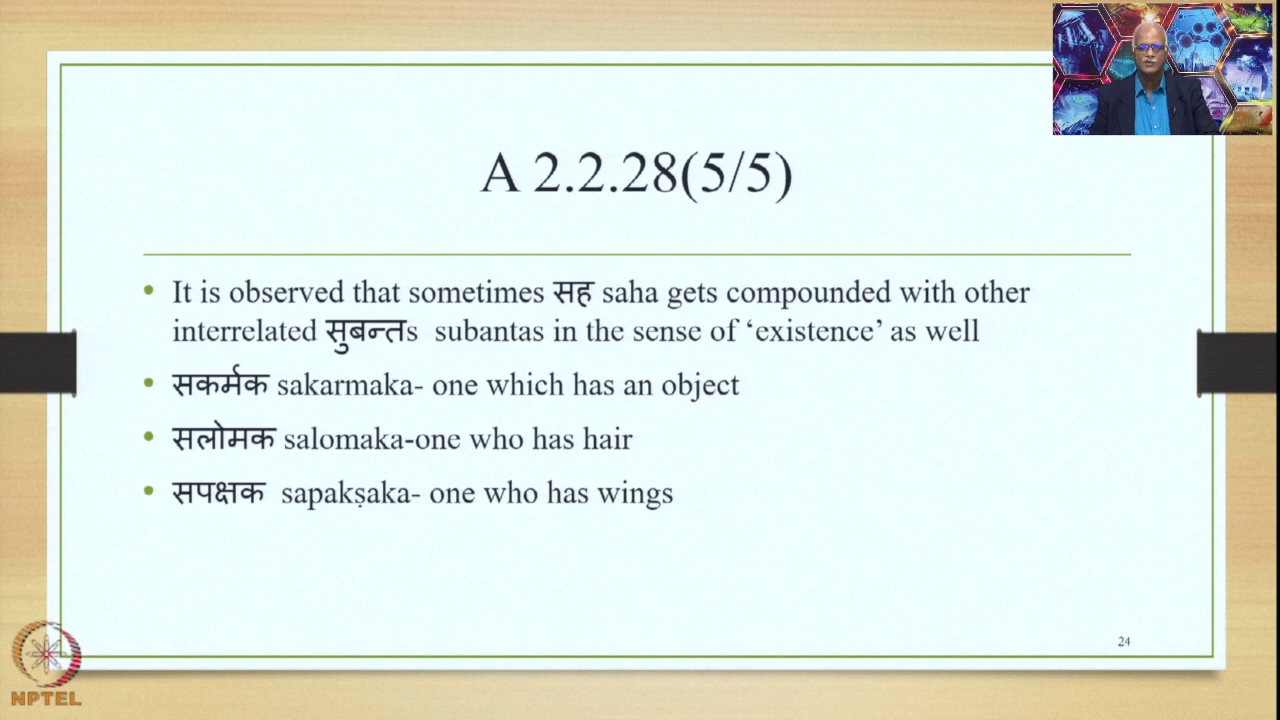 A 2.2.28(5/5)
• It is observed that sometimes सह saha gets compounded with other
interrelated सुबन्तs subantas in the sense of ‘existence’ as well
• सकर्मक sakarmaka- one which has an object
• सलोमक salomaka-one who has hair
• सपक्षक sapakṣaka- one who has wings
24
NPTEL